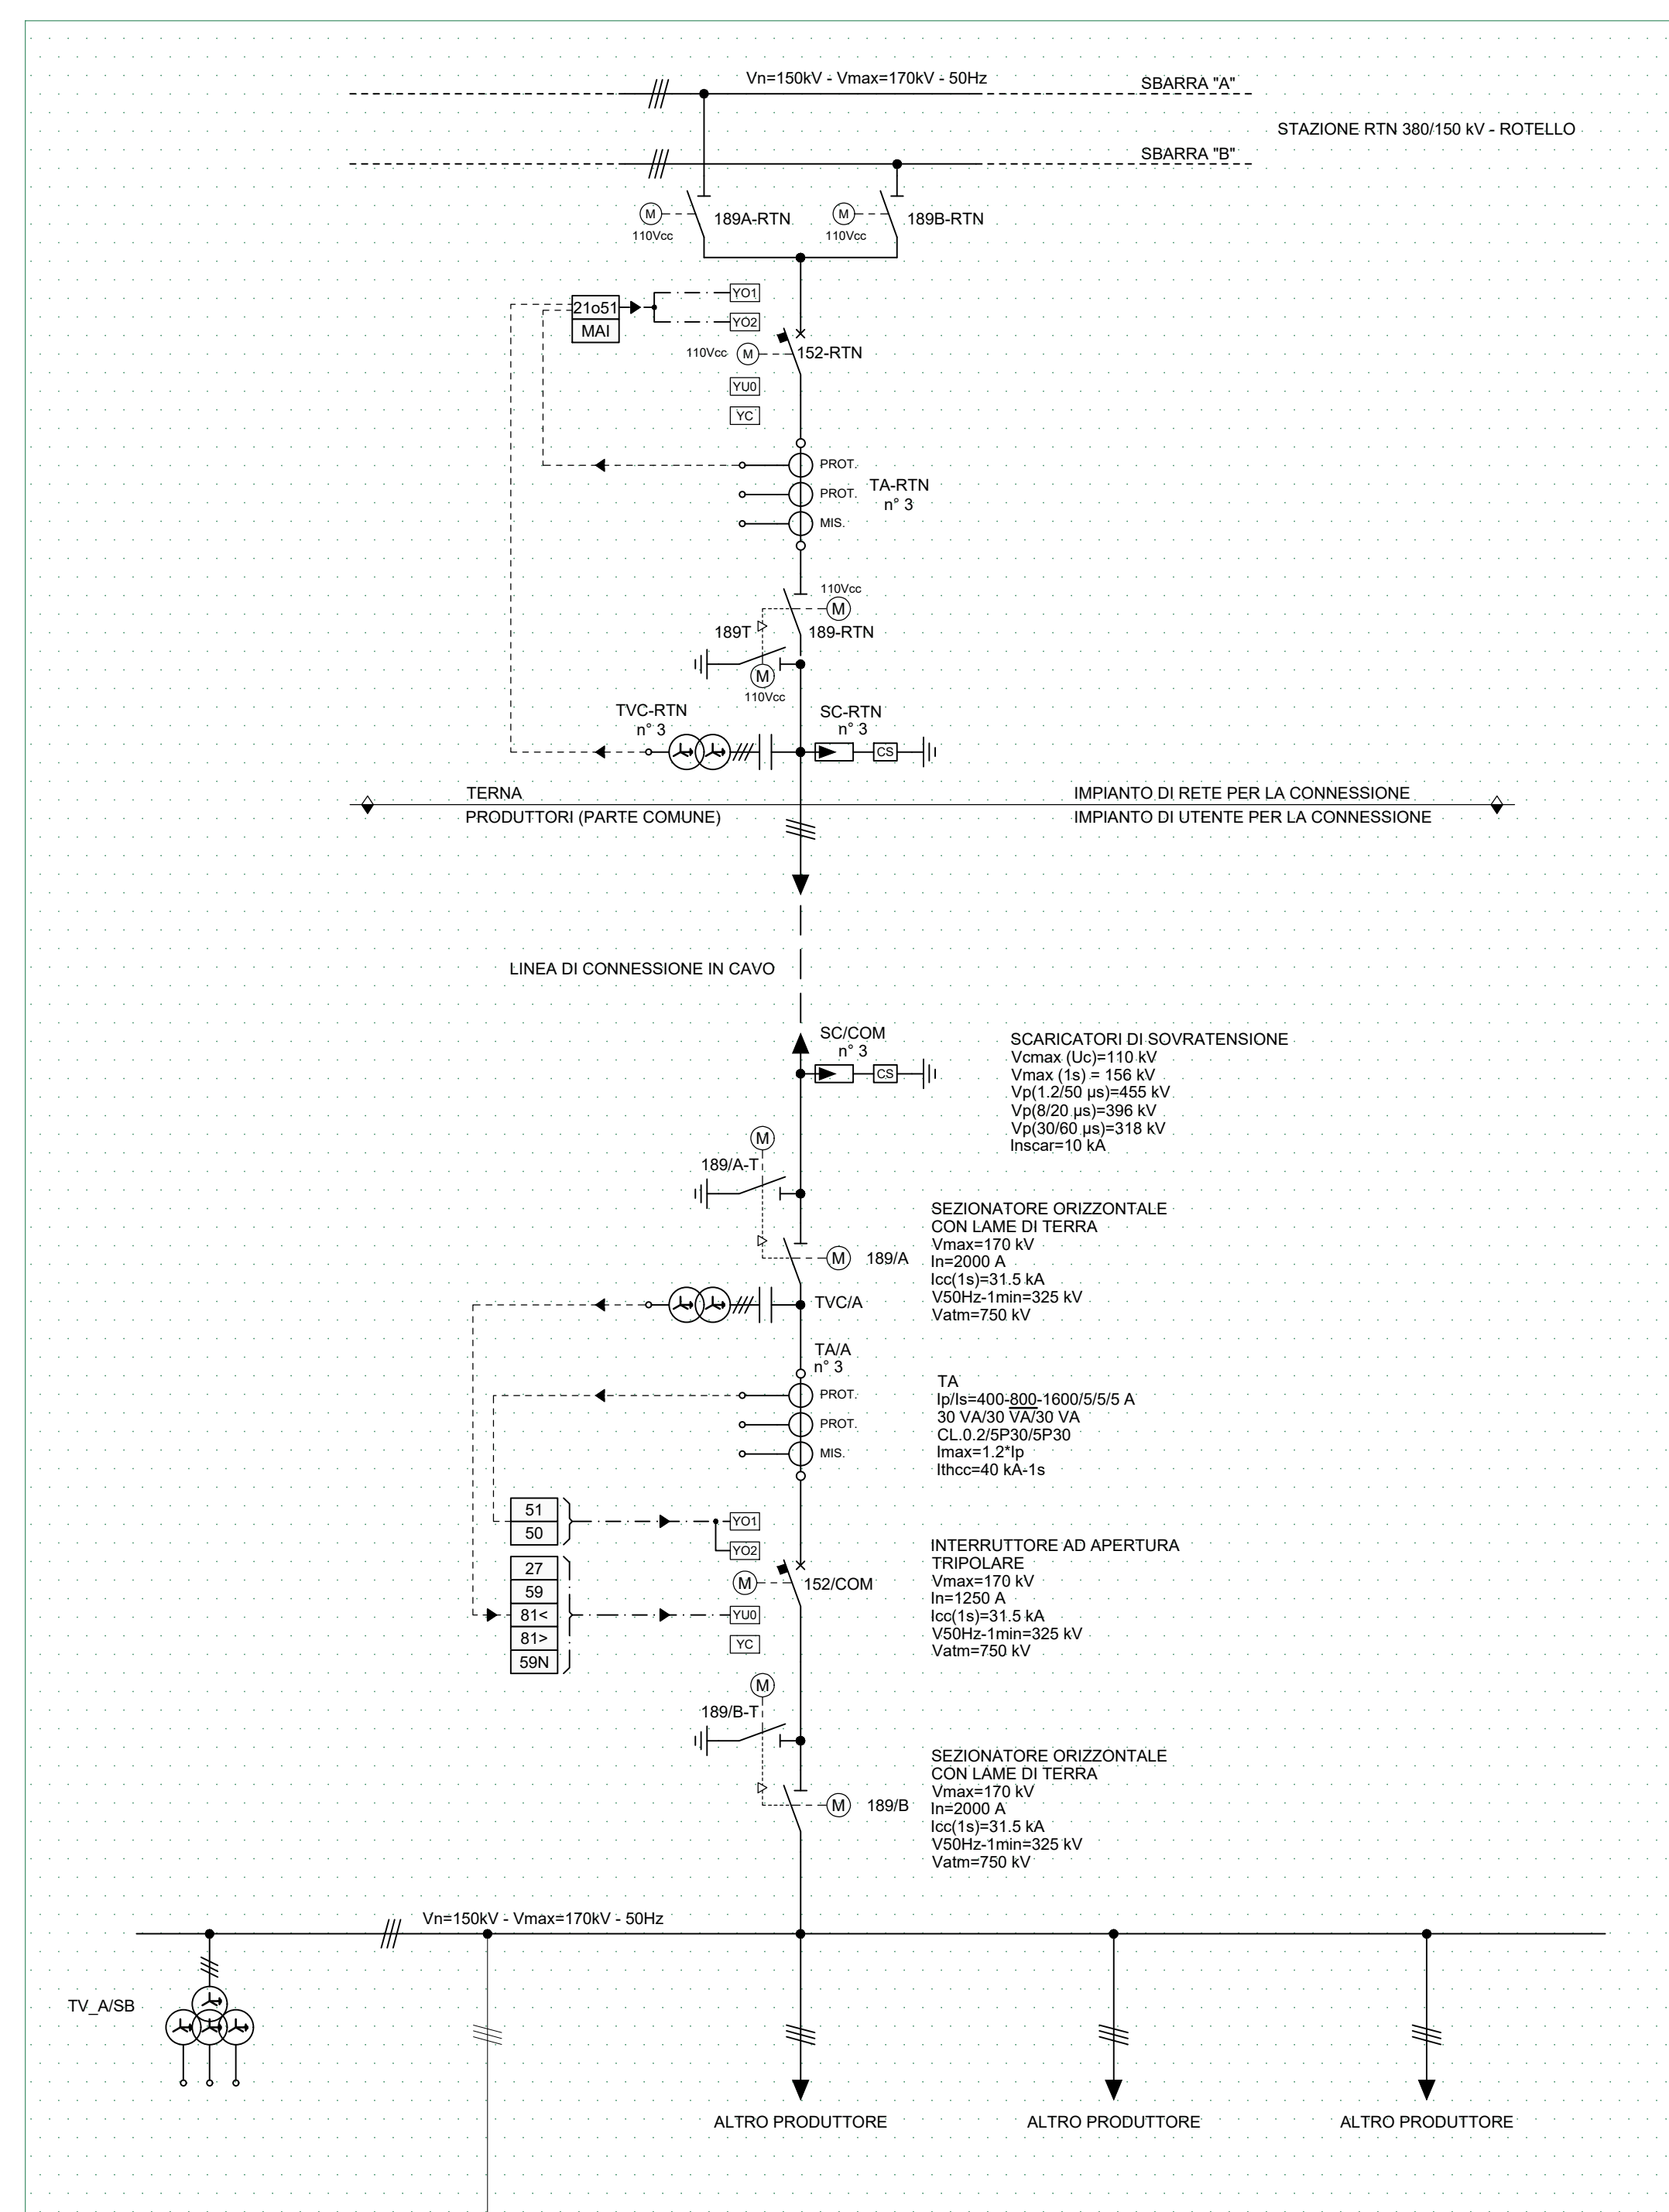 Vn=150kV - Vmax=170kV - 50Hz
SBARRA "A"
STAZIONE RTN 380/150 kV - ROTELLO
SBARRA "B"
M
189A-RTN
M
189B-RTN
110Vcc
110Vcc
YO1
21o51
YO2
MAI
110Vcc
M
152-RTN
YU0
YC
PROT.
TA-RTN
PROT.
n° 3
MIS.
110Vcc
M
189T
189-RTN
M
110Vcc
TVC-RTN
n° 3
SC-RTN
n° 3
CS
TERNA
IMPIANTO DI RETE PER LA CONNESSIONE
PRODUTTORI (PARTE COMUNE)
IMPIANTO DI UTENTE PER LA CONNESSIONE
LINEA DI CONNESSIONE IN CAVO
SC/COM
n° 3
CS
SCARICATORI DI SOVRATENSIONE
Vcmax (Uc)=110 kV
Vmax (1s) = 156 kV
Vp(1.2/50 µs)=455 kV
Vp(8/20 µs)=396 kV
Vp(30/60 µs)=318 kV
Inscar=10 kA
M
189/A-T
M
189/A
SEZIONATORE ORIZZONTALE
CON LAME DI TERRA
Vmax=170 kV
In=2000 A
Icc(1s)=31.5 kA
V50Hz-1min=325 kV
Vatm=750 kV
TVC/A
TA/A
n° 3
PROT.
PROT.
MIS.
TA
Ip/Is=400-800-1600/5/5/5 A
30 VA/30 VA/30 VA
CL.0.2/5P30/5P30
Imax=1.2*Ip
Ithcc=40 kA-1s
51
50
YO1
YO2
27
59
81<
81>
59N
M
152/COM
YU0
YC
INTERRUTTORE AD APERTURA
TRIPOLARE
Vmax=170 kV
In=1250 A
Icc(1s)=31.5 kA
V50Hz-1min=325 kV
Vatm=750 kV
M
189/B-T
M
189/B
SEZIONATORE ORIZZONTALE
CON LAME DI TERRA
Vmax=170 kV
In=2000 A
Icc(1s)=31.5 kA
V50Hz-1min=325 kV
Vatm=750 kV
Vn=150kV - Vmax=170kV - 50Hz
TV_A/SB
ALTRO PRODUTTORE
ALTRO PRODUTTORE
ALTRO PRODUTTORE